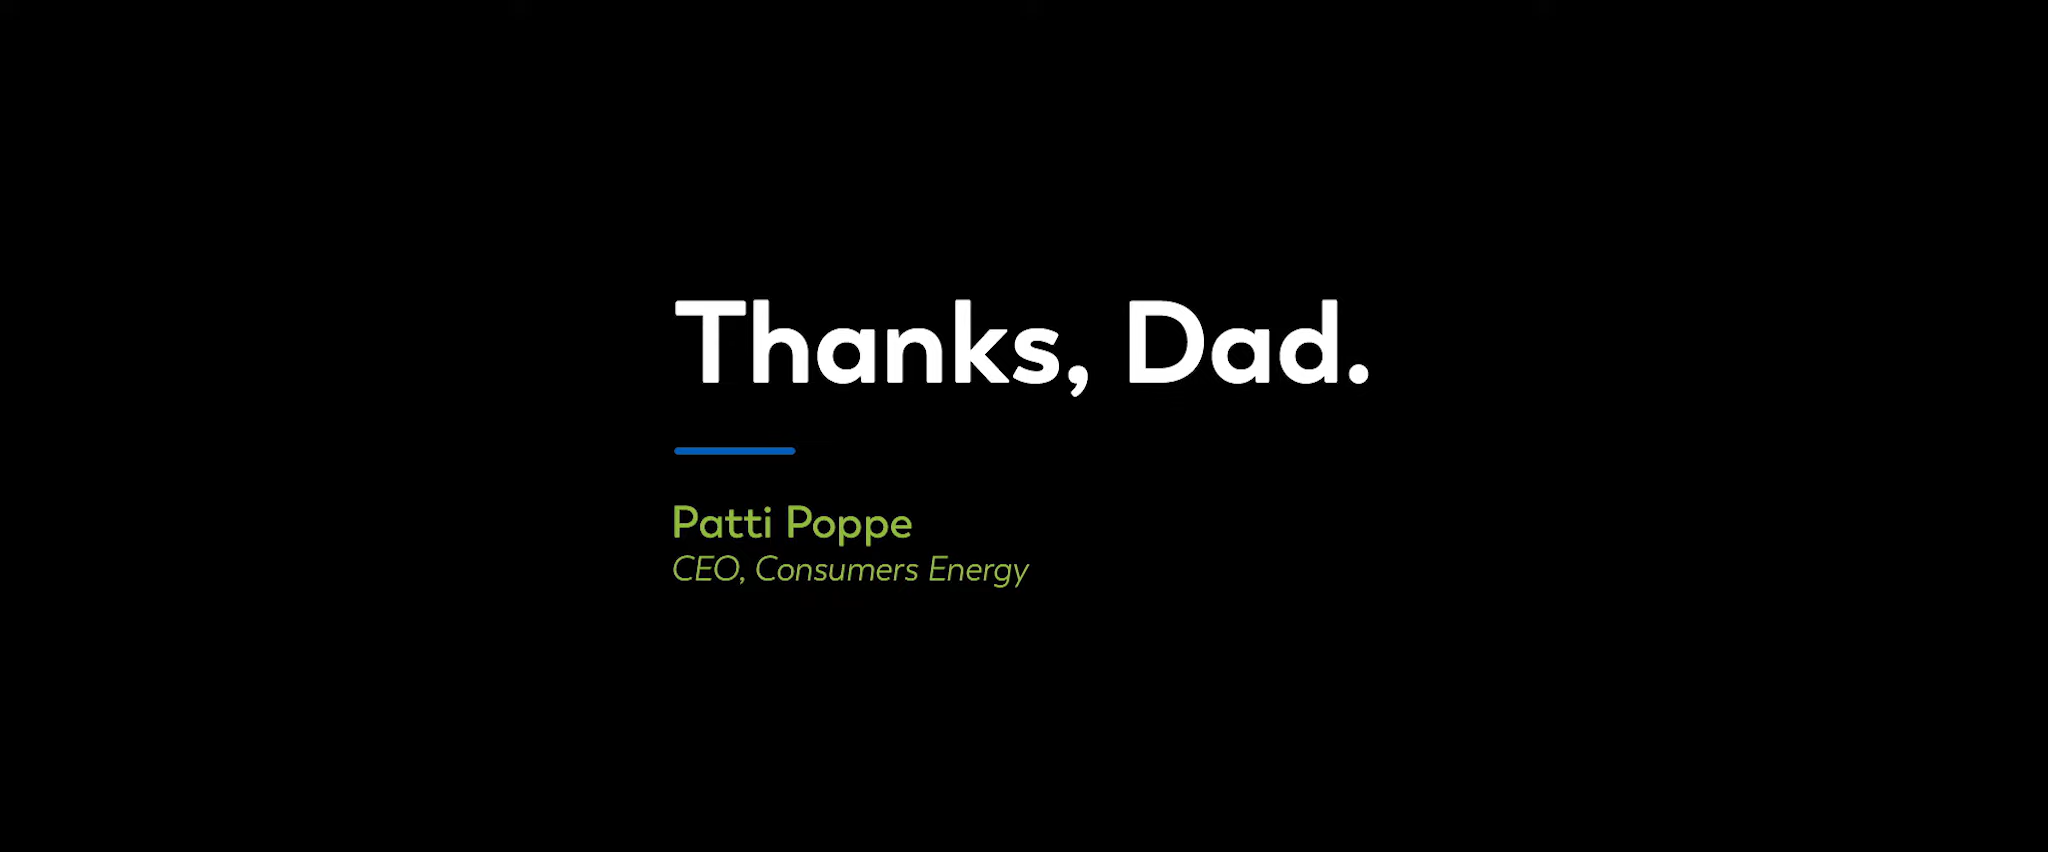 Thanks, Dad.
Patti Poppe
CEO, Consumers Energy